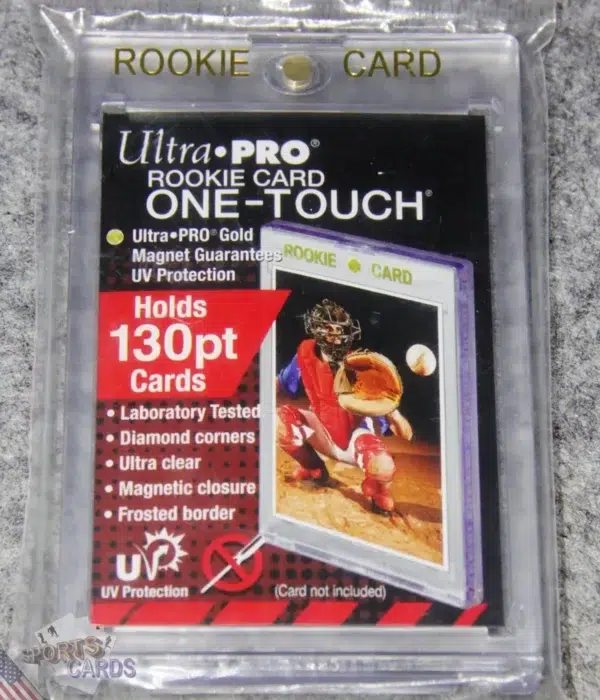 ROOKIE CARD
Ultra•PRO®
ROOKIE CARD
ONE-TOUCH®
Ultra•PRO® Gold
Magnet Guarantees
UV Protection
ROOKIE CARD
Holds
130pt
Cards
• Laboratory Tested
• Diamond corners
• Ultra clear
• Magnetic closure
• Frosted border
UV
UV Protection
(Card not included)
SPORTS
CARDS